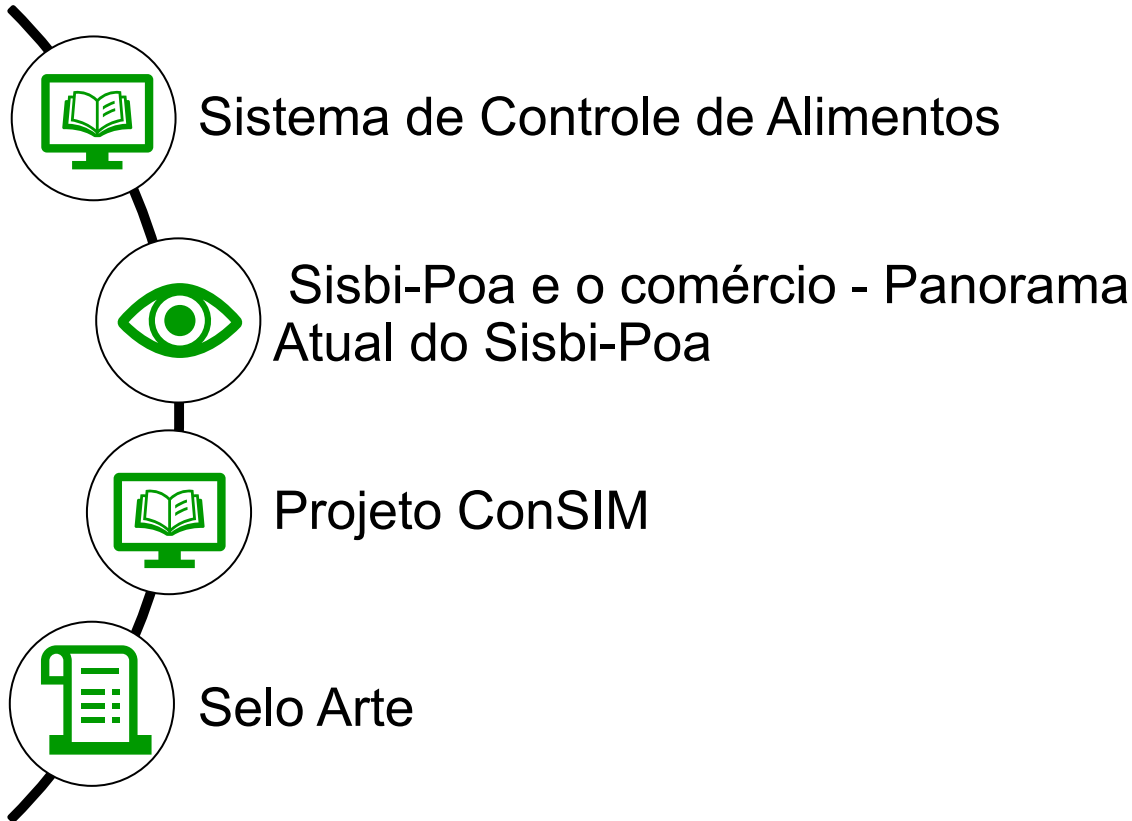 Sistema de Controle de Alimentos
Sisbi-Poa e o comércio - Panorama
Atual do Sisbi-Poa
Projeto ConSIM
Selo Arte